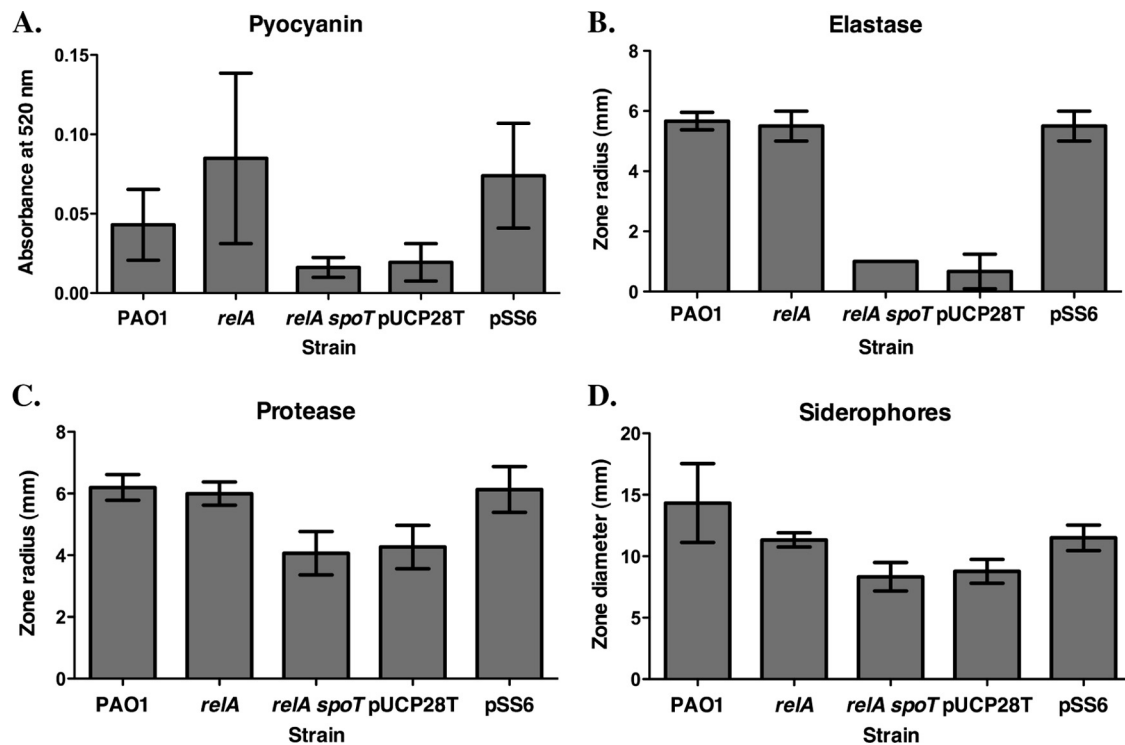 A.
Pyocyanin
Absorbance at 520 nm
0.15
0.10
0.05
0.00
PAO1 relA relA spoT pUCP28T pSS6
Strain
B.
Elastase
Zone radius (mm)
8
6
4
2
0
PAO1 relA relA spoT pUCP28T pSS6
Strain
C.
Protease
Zone radius (mm)
8
6
4
2
0
PAO1 relA relA spoT pUCP28T pSS6
Strain
D.
Siderophores
Zone diameter (mm)
20
15
10
5
0
PAO1 relA relA spoT pUCP28T pSS6
Strain